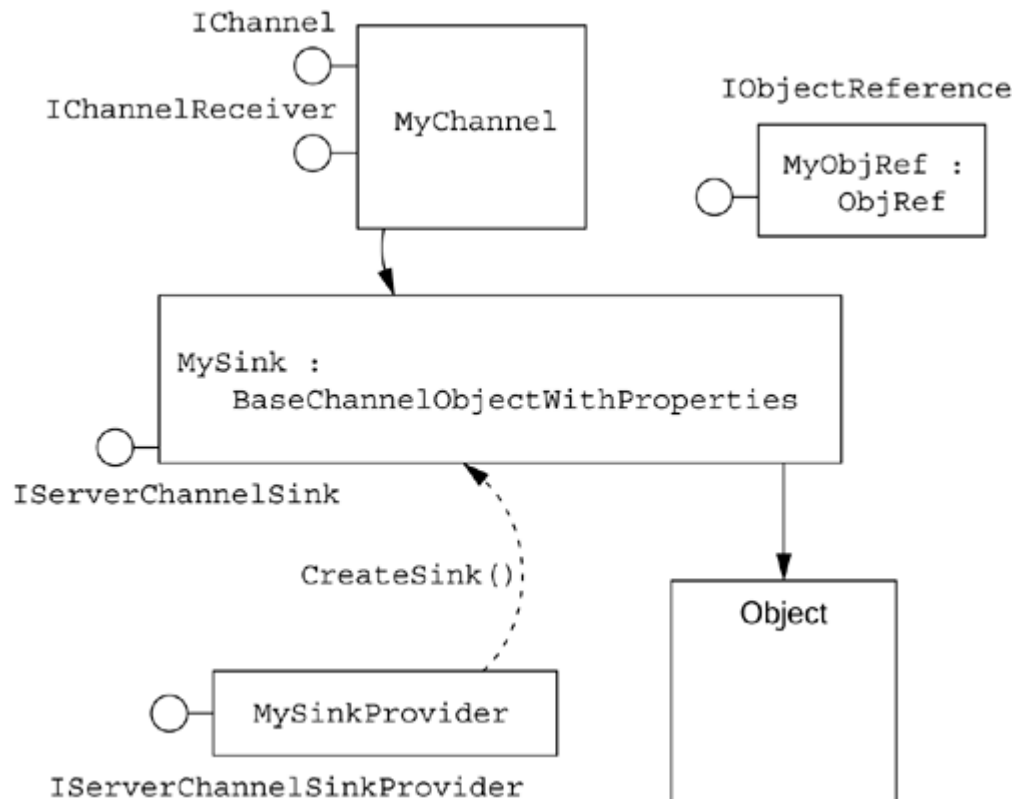 IChannel
IChannelReceiver
MyChannel
IObjectReference
MyObjRef :
ObjRef
MySink :
BaseChannelObjectWithProperties
IServerChannelSink
CreateSink()
Object
MySinkProvider
IServerChannelSinkProvider